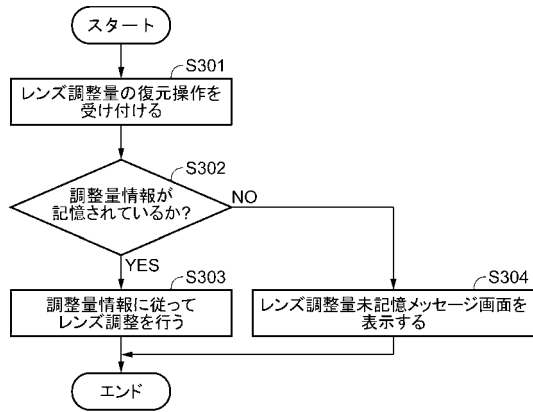 スタート
S301
レンズ調整量の復元操作を
受け付ける
S302
調整量情報が
記憶されているか?
NO
YES
S303
調整量情報に従って
レンズ調整を行う
S304
レンズ調整量未記憶メッセージ画面を
表示する
エンド